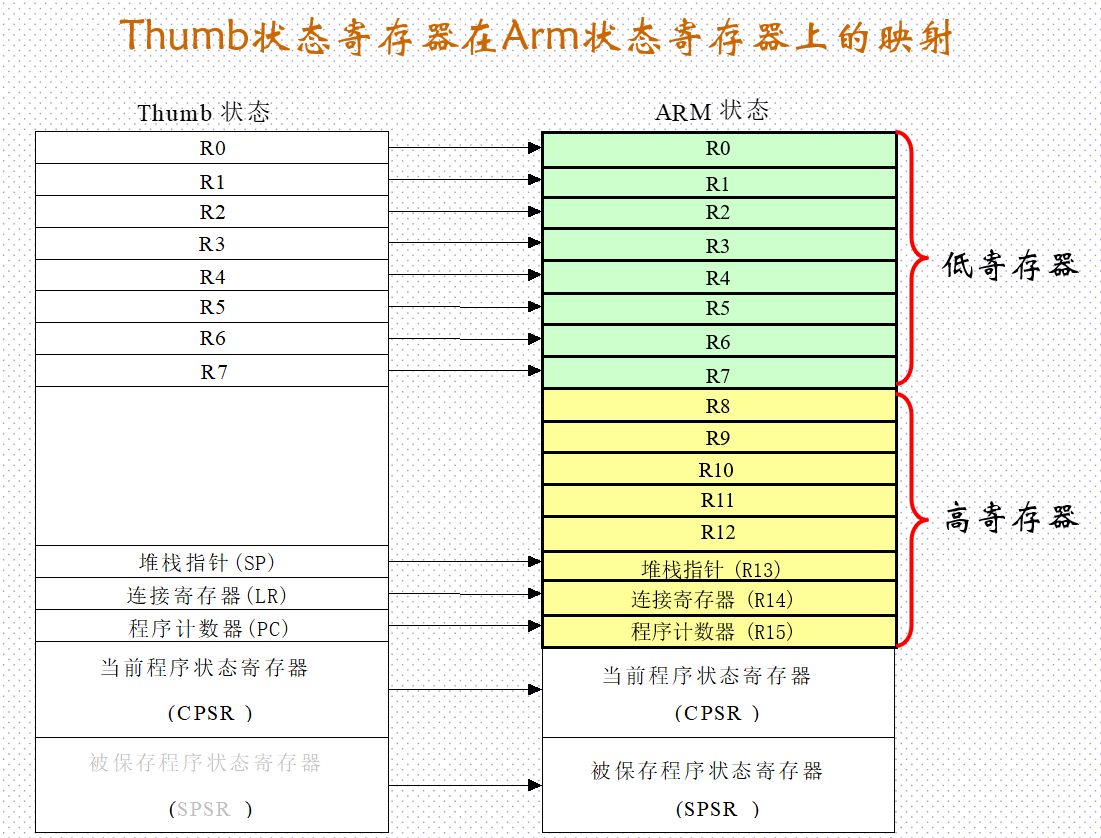 Thumb状态寄存器在Arm状态寄存器上的映射
Thumb 状态
R0
R1
R2
R3
R4
R5
R6
R7
堆栈指针(SP)
连接寄存器(LR)
程序计数器(PC)
当前程序状态寄存器
(CPSR )
被保存程序状态寄存器
(SPSR )
ARM 状态
R0
R1
R2
R3
R4
R5
R6
R7
R8
R9
R10
R11
R12
堆栈指针 (R13)
连接寄存器 (R14)
程序计数器 (R15)
当前程序状态寄存器
(CPSR )
被保存程序状态寄存器
(SPSR )
低寄存器
高寄存器